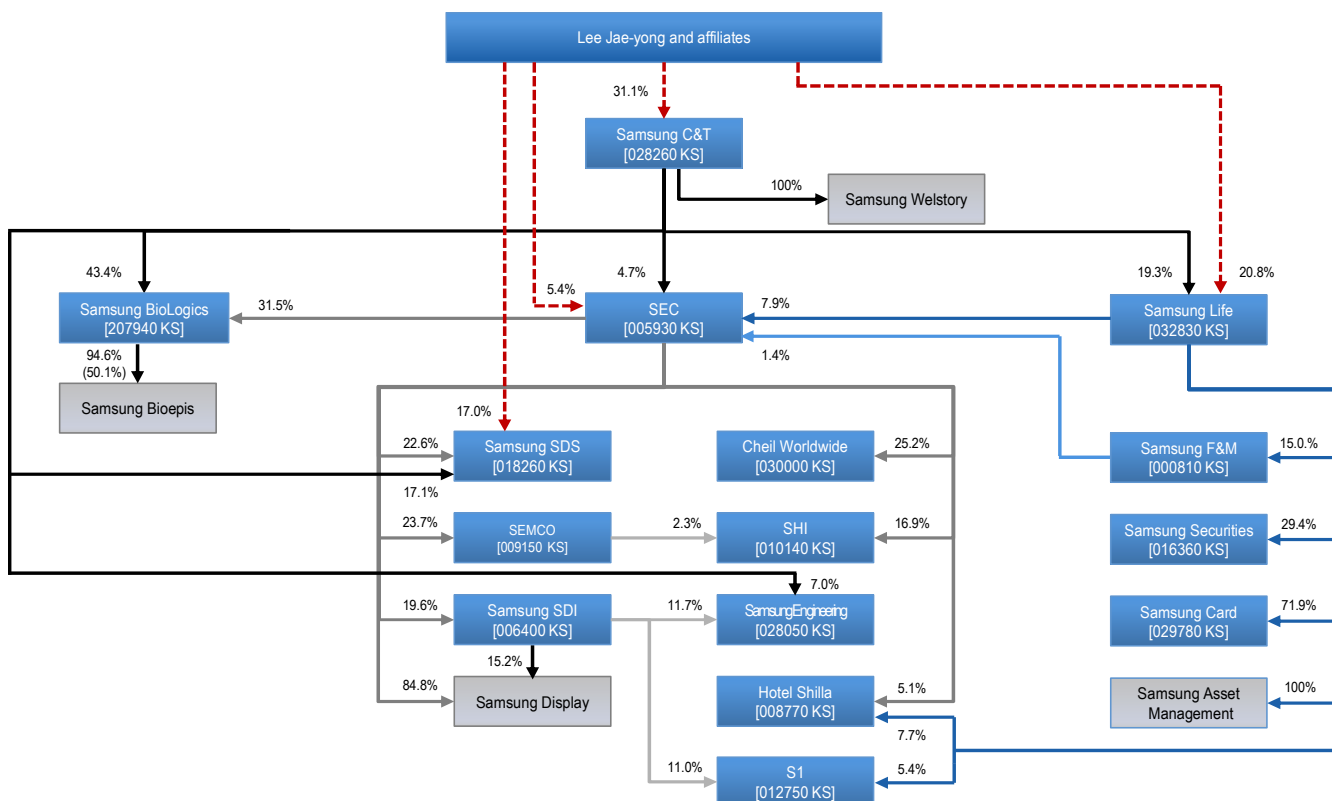 Lee Jae-yong and affiliates
31.1%
Samsung C&T
[028260 KS]
100%
Samsung Welstory
43.4%
4.7%
19.3%
20.8%
5.4%
Samsung BioLogics
[207940 KS]
31.5%
SEC
[005930 KS]
7.9%
Samsung Life
[032830 KS]
1.4%
94.6%
(50.1%)
Samsung Bioepis
17.0%
22.6%
Samsung SDS
[018260 KS]
17.1%
Cheil Worldwide
[030000 KS]
25.2%
Samsung F&M
[000810 KS]
15.0.%
23.7%
SEMCO
[009150 KS]
2.3%
SHI
[010140 KS]
16.9%
Samsung Securities
[016360 KS]
29.4%
7.0%
19.6%
Samsung SDI
[006400 KS]
11.7%
SamsungEngineering
[028050 KS]
Samsung Card
[029780 KS]
71.9%
15.2%
84.8%
Samsung Display
Hotel Shilla
[008770 KS]
5.1%
7.7%
Samsung Asset
Management
100%
11.0%
S1
[012750 KS]
5.4%